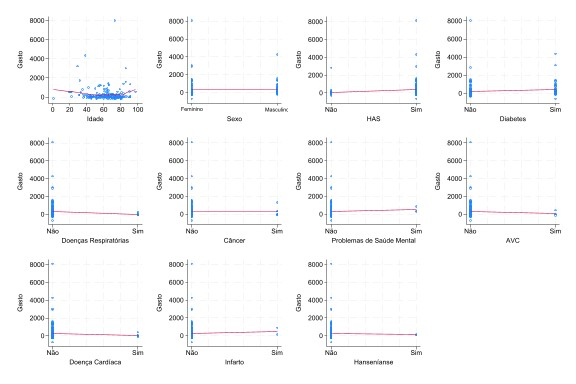 Gasto
8000
6000
4000
2000
0
0 20 40 60 80 100
Idade
Gasto
8000
6000
4000
2000
0
Feminino Masculino
Sexo
Gasto
8000
6000
4000
2000
0
Não Sim
HAS
Gasto
8000
6000
4000
2000
0
Não Sim
Diabetes
Gasto
8000
6000
4000
2000
0
Não Sim
Doenças Respiratórias
Gasto
8000
6000
4000
2000
0
Não Sim
Câncer
Gasto
8000
6000
4000
2000
0
Não Sim
Problemas de Saúde Mental
Gasto
8000
6000
4000
2000
0
Não Sim
AVC
Gasto
8000
6000
4000
2000
0
Não Sim
Doença Cardíaca
Gasto
8000
6000
4000
2000
0
Não Sim
Infarto
Gasto
8000
6000
4000
2000
0
Não Sim
Hanseníanse